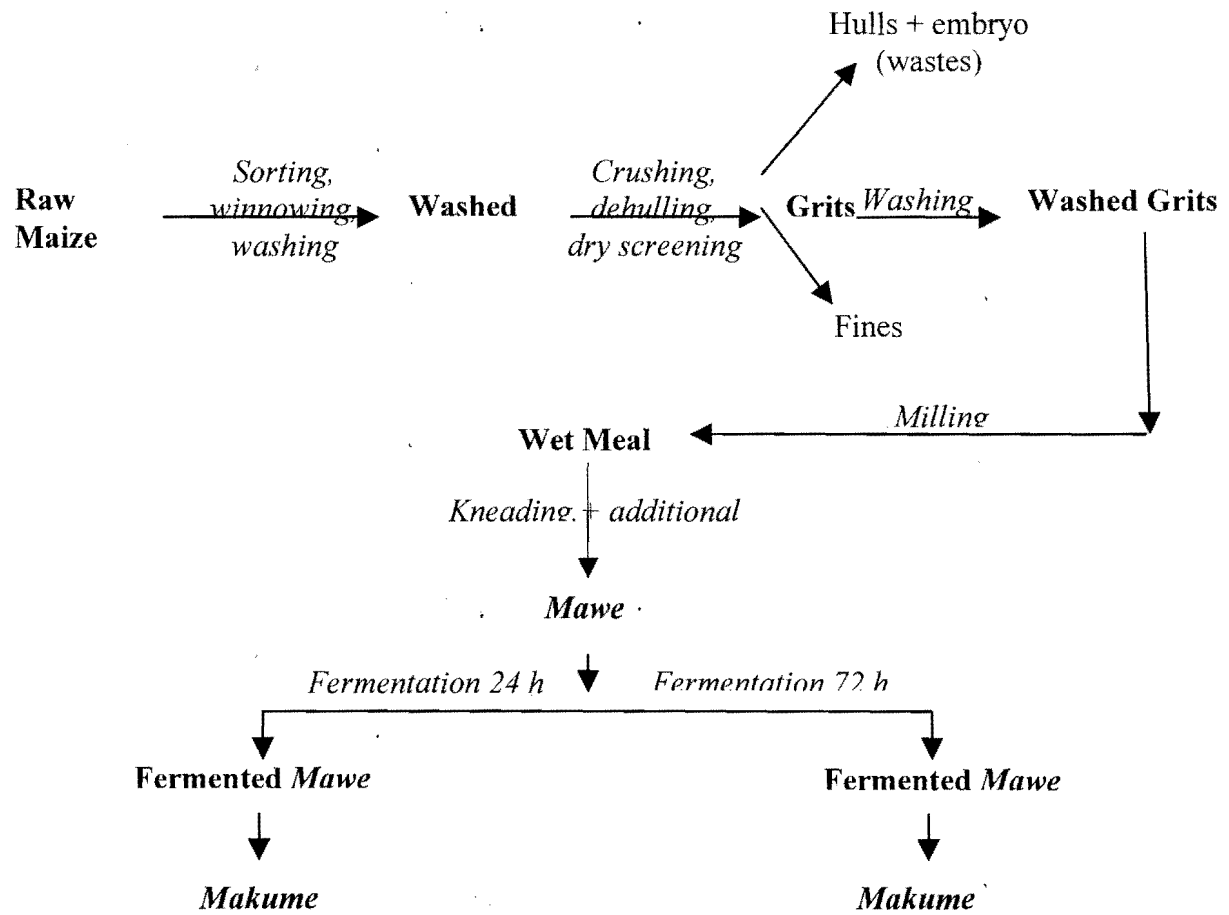 Hulls + embryo
(wastes)
Raw
Maize
Sorting,
winnowing,
washing
Washed
Crushing,
dehulling,
dry screening
Grits
Washing
Washed Grits
Fines
Milling
Wet Meal
Kneading. + additional
Mawe
Fermentation 24 h
Fermentation 72 h
Fermented Mawe
Fermented Mawe
Makume
Makume